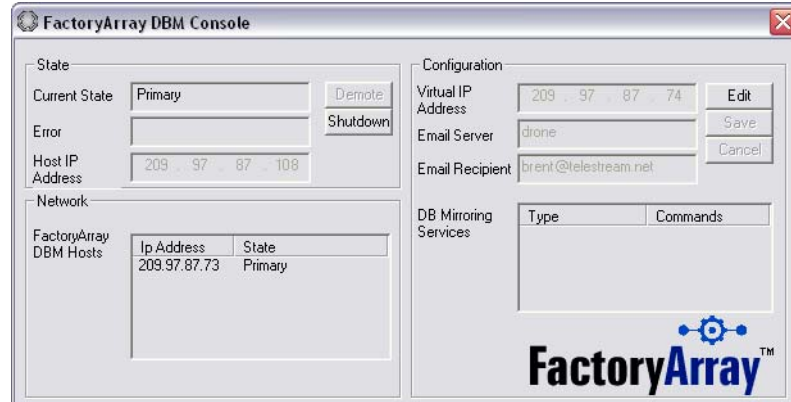 FactoryArray DBM Console
State
Current State Primary Demote
Error Shutdown
Host IP
Address
209 . 97 . 87 . 108
Network
FactoryArray
DBM Hosts
Ip Address State
209.97.87.73 Primary
Configuration
Virtual IP
Address
209 . 97 . 87 . 74 Edit
Email Server drone Save
Cancel
Email Recipient brent@telestream.net
DB Mirroring
Services
Type Commands
FactoryArray™